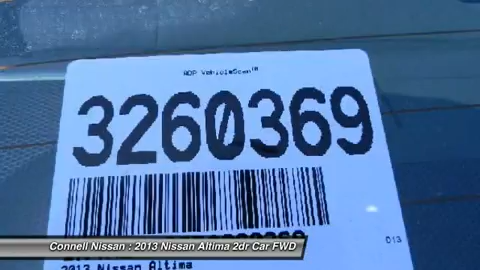 ADP VehicleScan™
3260369
Connell Nissan : 2013 Nissan Altima 2dr Car FWD
013
2013 Nissan Altima